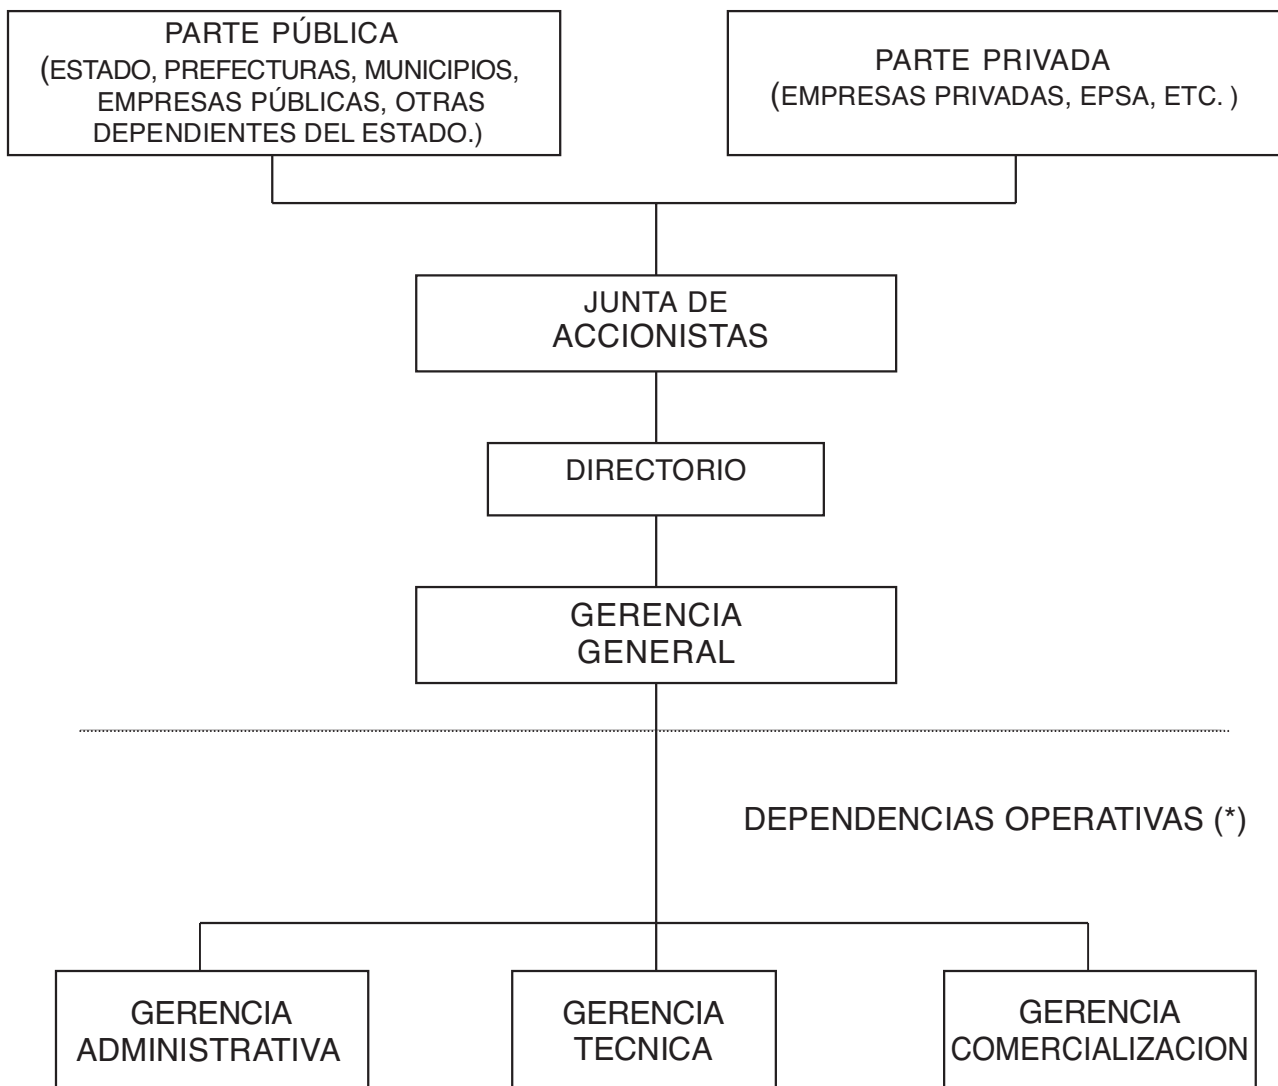 PARTE PÚBLICA
(ESTADO, PREFECTURAS, MUNICIPIOS,
EMPRESAS PÚBLICAS, OTRAS
DEPENDIENTES DEL ESTADO.)
PARTE PRIVADA
(EMPRESAS PRIVADAS, EPSA, ETC. )
JUNTA DE
ACCIONISTAS
DIRECTORIO
GERENCIA
GENERAL
DEPENDENCIAS OPERATIVAS (*)
GERENCIA
ADMINISTRATIVA
GERENCIA
TECNICA
GERENCIA
COMERCIALIZACION